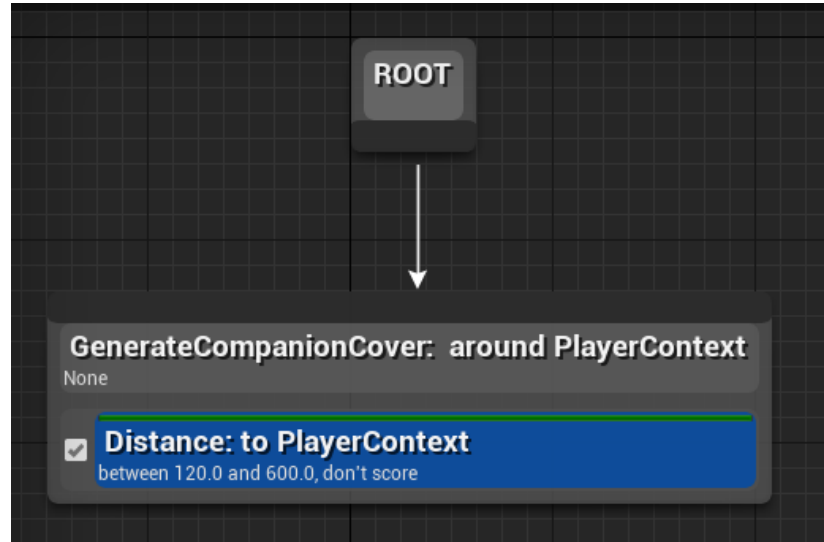 ROOT
GenerateCompanionCover: around PlayerContext
None
Distance: to PlayerContext
between 120.0 and 600.0, don't score